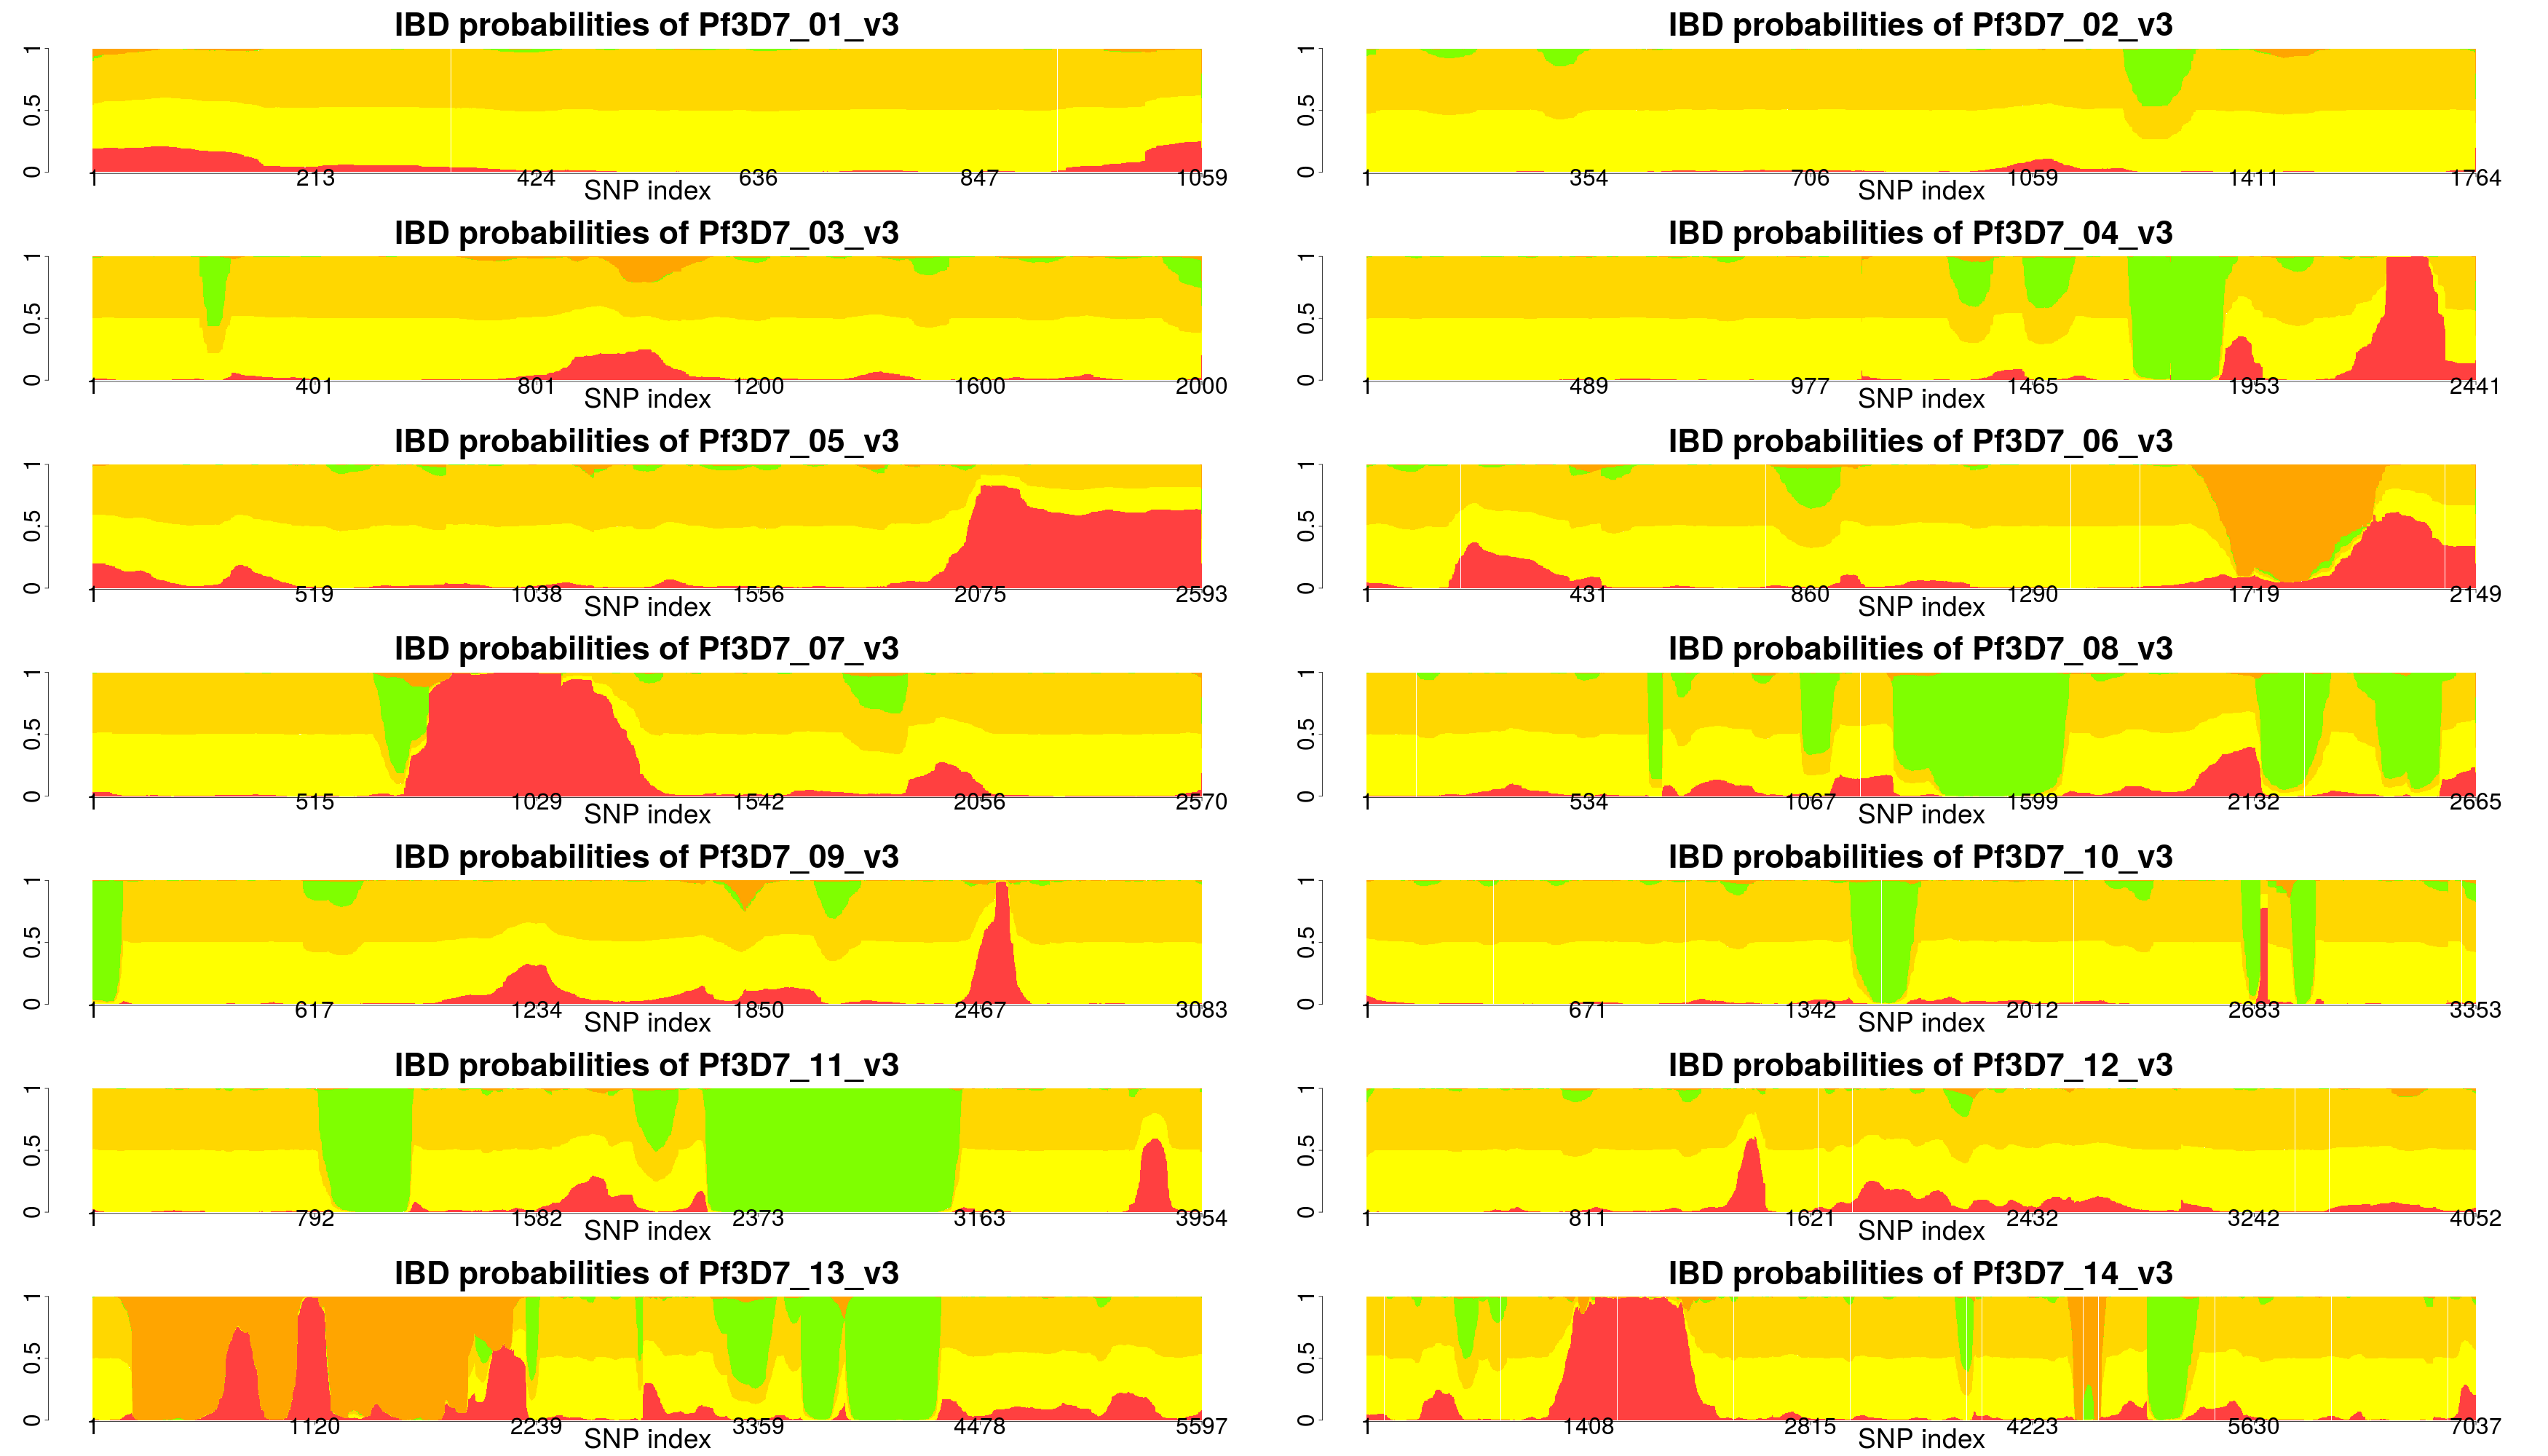 IBD probabilities of Pf3D7_01_v3
0 0.5 1
1 213 424 636 847 1059
SNP index
IBD probabilities of Pf3D7_02_v3
0 0.5 1
1 354 706 1059 1411 1764
SNP index
IBD probabilities of Pf3D7_03_v3
0 0.5 1
1 401 801 1200 1600 2000
SNP index
IBD probabilities of Pf3D7_04_v3
0 0.5 1
1 489 977 1465 1953 2441
SNP index
IBD probabilities of Pf3D7_05_v3
0 0.5 1
1 519 1038 1556 2075 2593
SNP index
IBD probabilities of Pf3D7_06_v3
0 0.5 1
1 431 860 1290 1719 2149
SNP index
IBD probabilities of Pf3D7_07_v3
0 0.5 1
1 515 1029 1542 2056 2570
SNP index
IBD probabilities of Pf3D7_08_v3
0 0.5 1
1 534 1067 1599 2132 2665
SNP index
IBD probabilities of Pf3D7_09_v3
0 0.5 1
1 617 1234 1850 2467 3083
SNP index
IBD probabilities of Pf3D7_10_v3
0 0.5 1
1 671 1342 2012 2683 3353
SNP index
IBD probabilities of Pf3D7_11_v3
0 0.5 1
1 792 1582 2373 3163 3954
SNP index
IBD probabilities of Pf3D7_12_v3
0 0.5 1
1 811 1621 2432 3242 4052
SNP index
IBD probabilities of Pf3D7_13_v3
0 0.5 1
1 1120 2239 3359 4478 5597
SNP index
IBD probabilities of Pf3D7_14_v3
0 0.5 1
1 1408 2815 4223 5630 7037
SNP index